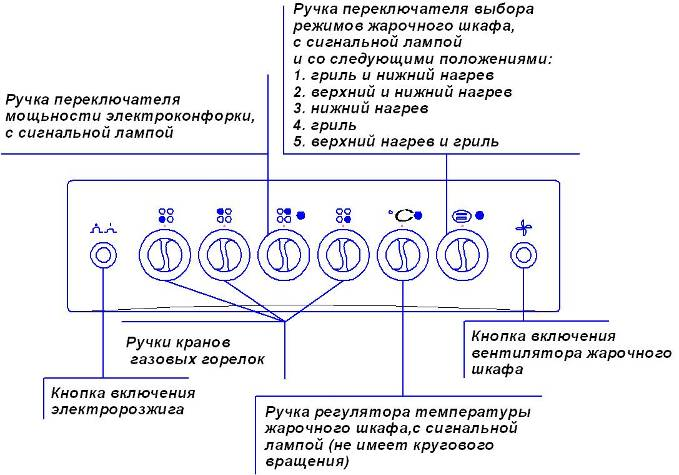 Ручка переключателя выбора
режимов жарочного шкафа,
с сигнальной лампой
и со следующими положениями:
1. гриль и нижний нагрев
2. верхний и нижний нагрев
3. нижний нагрев
4. гриль
5. верхний нагрев и гриль
Ручка переключателя
мощьности электроконфорки,
с сигнальной лампой
Ручки кранов
газовых горелок
Кнопка включения
вентилятора жарочного
шкафа
Кнопка включения
электророзжига
Ручка регулятора температуры
жарочного шкафа,с сигнальной
лампой (не имеет кругового
вращения)